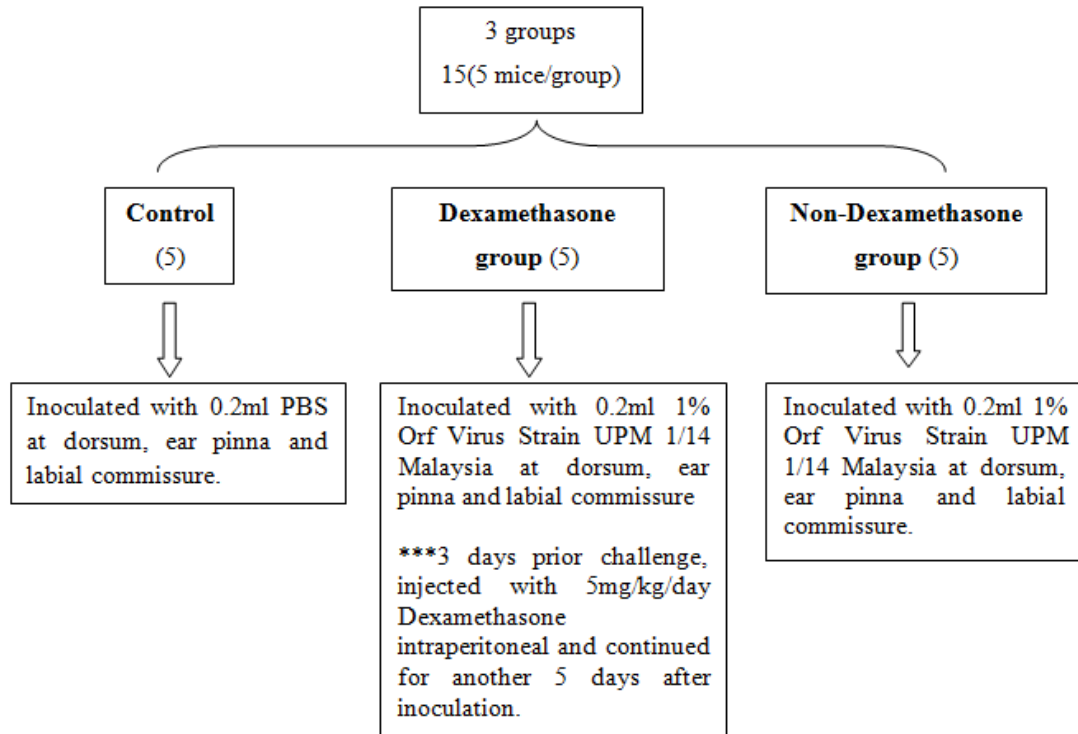 3 groups
15(5 mice/group)
Control
(5)
Dexamethasone
group (5)
Non-Dexamethasone
group (5)
Inoculated with 0.2ml PBS
at dorsum, ear pinna and
labial commissure.
Inoculated with 0.2ml 1%
Orf Virus Strain UPM 1/14
Malaysia at dorsum, ear
pinna and labial commissure
***3 days prior challenge,
injected with 5mg/kg/day
Dexamethasone
intraperitoneal and continued
for another 5 days after
inoculation.
Inoculated with 0.2ml 1%
Orf Virus Strain UPM
1/14 Malaysia at dorsum,
ear pinna and labial
commissure.